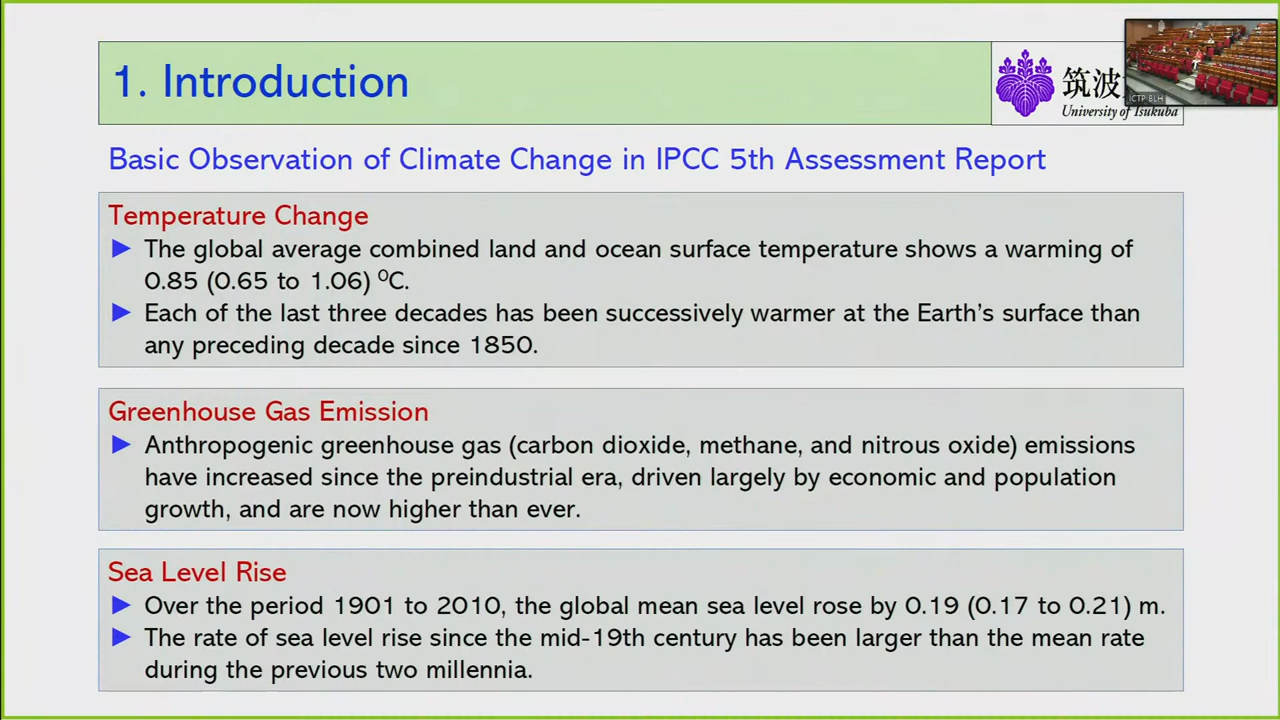 1. Introduction
筑波
University of Tsukuba
ICTP-BLH
Basic Observation of Climate Change in IPCC 5th Assessment Report
Temperature Change
► The global average combined land and ocean surface temperature shows a warming of
0.85 (0.65 to 1.06) ⁰C.
► Each of the last three decades has been successively warmer at the Earth's surface than
any preceding decade since 1850.
Greenhouse Gas Emission
► Anthropogenic greenhouse gas (carbon dioxide, methane, and nitrous oxide) emissions
have increased since the preindustrial era, driven largely by economic and population
growth, and are now higher than ever.
Sea Level Rise
► Over the period 1901 to 2010, the global mean sea level rose by 0.19 (0.17 to 0.21) m.
► The rate of sea level rise since the mid-19th century has been larger than the mean rate
during the previous two millennia.